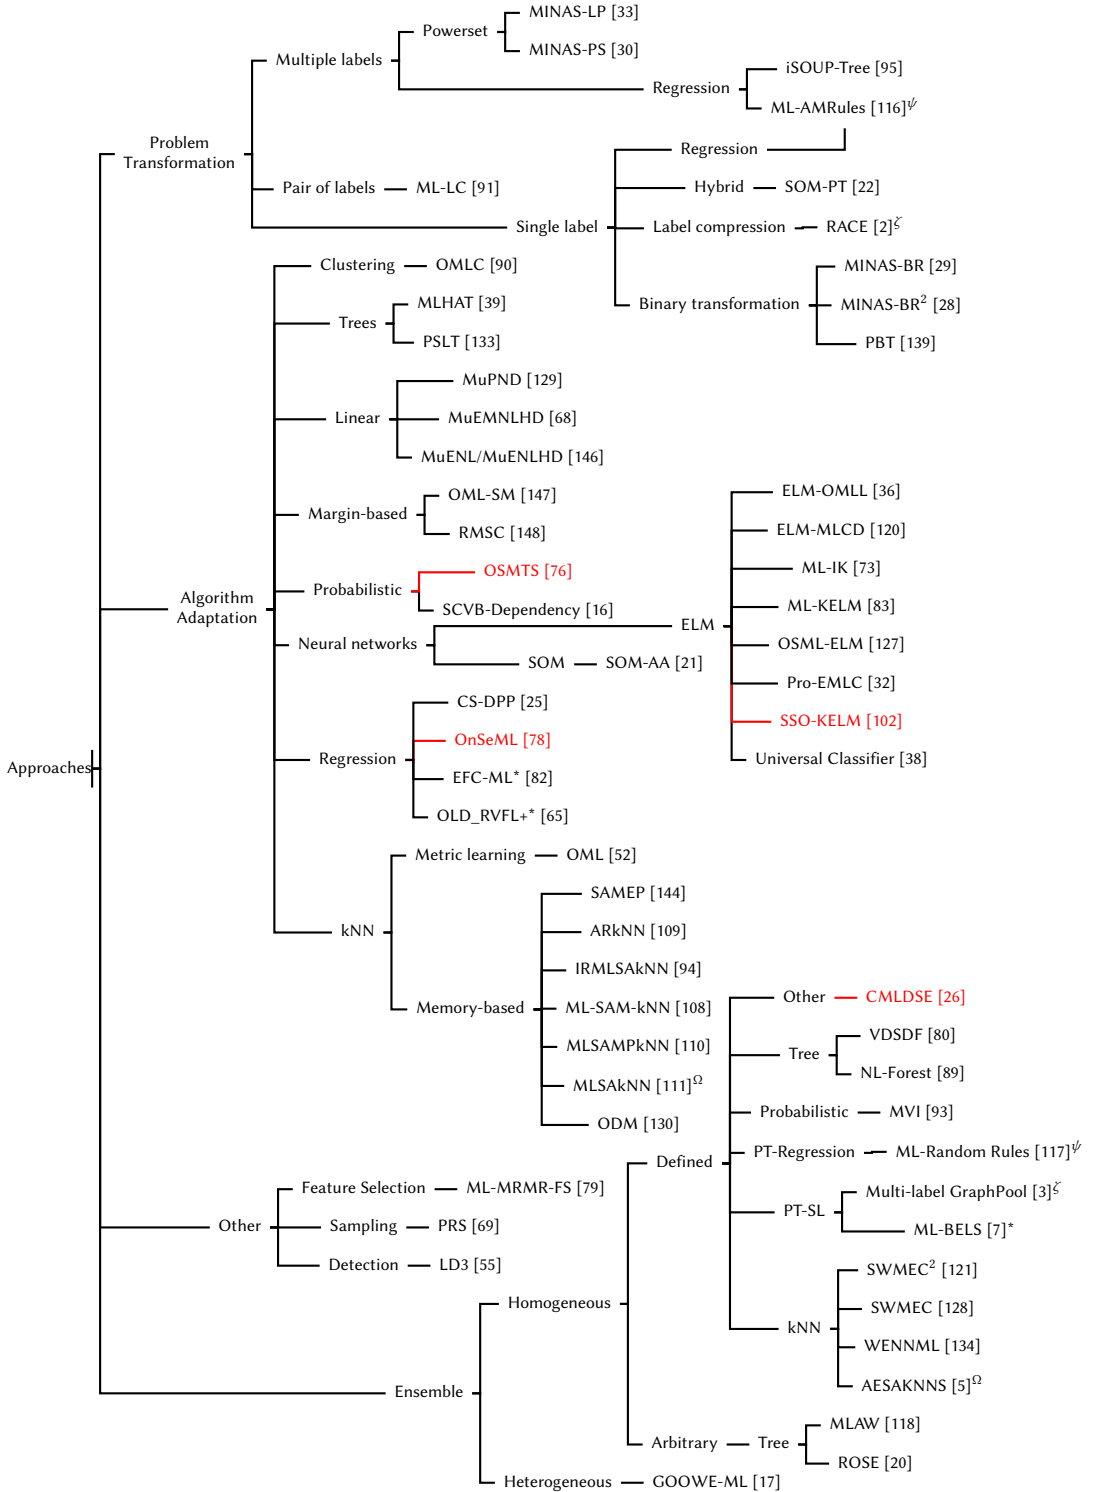 MINAS-LP [33]
Powerset
MINAS-PS [30]
Multiple labels
iSOUP-Tree [95]
Regression
ML-AMRules [116]ψ
Problem
Transformation
Regression
Pair of labels
ML-LC [91]
Hybrid
SOM-PT [22]
Single label
Label compression
RACE [2]ζ
Clustering
OMLC [90]
MINAS-BR [29]
MLHAT [39]
Binary transformation
MINAS-BR² [28]
Trees
PSLT [133]
PBT [139]
MuPND [129]
Linear
MuEMNLHD [68]
MuENL/MuENLHD [146]
OML-SM [147]
Margin-based
RMSC [148]
ELM-OMLL [36]
ELM-MLCD [120]
OSMTS [76]
Probabilistic
SCVB-Dependency [16]
ML-IK [73]
Algorithm
Adaptation
ML-KELM [83]
ELM
Neural networks
OSML-ELM [127]
SOM
SOM-AA [21]
Pro-EMLC [32]
CS-DPP [25]
SSO-KELM [102]
OnSeML [78]
Regression
Universal Classifier [38]
Approaches
EFC-ML* [82]
OLD_RVFL+* [65]
Metric learning
OML [52]
SAMEP [144]
kNN
ARkNN [109]
IRMLSAkNN [94]
Memory-based
ML-SAM-kNN [108]
MLSAMPkNN [110]
MLSAkNN [111]Ω
ODM [130]
Other
CMLDSE [26]
VDSDF [80]
Tree
NL-Forest [89]
Probabilistic
MVI [93]
Defined
PT-Regression
ML-Random Rules [117]ψ
Feature Selection
ML-MRMR-FS [79]
Multi-label GraphPool [3]ζ
PT-SL
Other
Sampling
PRS [69]
ML-BELS [7]*
Detection
LD3 [55]
SWMEC² [121]
Homogeneous
SWMEC [128]
kNN
WENNML [134]
Ensemble
AESAKNNS [5]Ω
MLAW [118]
Arbitrary
Tree
ROSE [20]
Heterogeneous
GOOWE-ML [17]